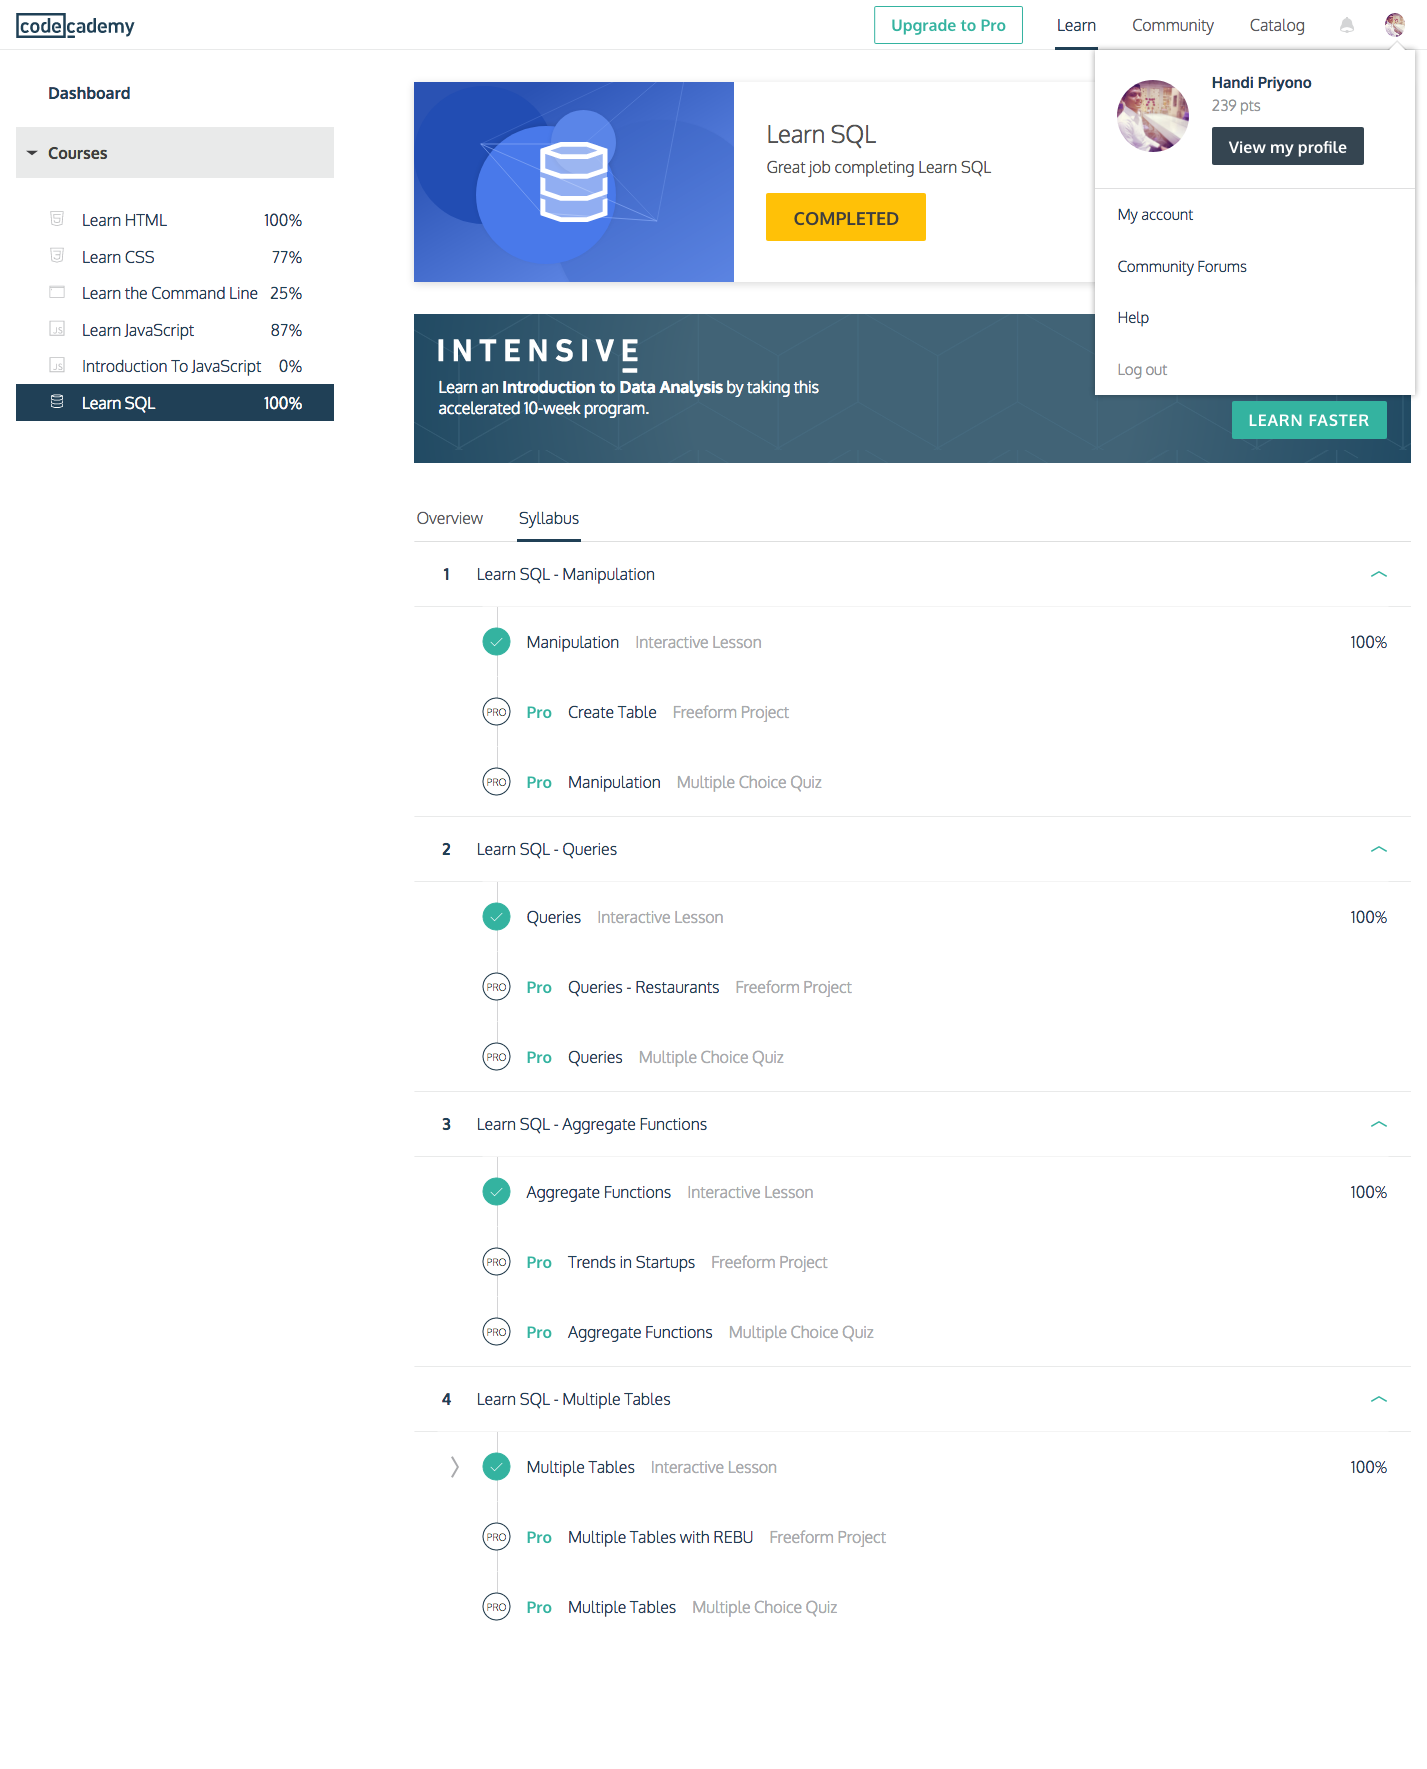 codecademy
Upgrade to Pro
Learn
Community
Catalog
Handi Priyono
239 pts
View my profile
My account
Community Forums
Help
Log out
Dashboard
Courses
Learn HTML 100%
Learn CSS 77%
Learn the Command Line 25%
JS Learn JavaScript 87%
JS Introduction To JavaScript 0%
Learn SQL 100%
Learn SQL
Great job completing Learn SQL
COMPLETED
INTENSIVE
Learn an Introduction to Data Analysis by taking this
accelerated 10-week program.
LEARN FASTER
Overview
Syllabus
1 Learn SQL - Manipulation
Manipulation Interactive Lesson 100%
PRO Pro Create Table Freeform Project
PRO Pro Manipulation Multiple Choice Quiz
2 Learn SQL - Queries
Queries Interactive Lesson 100%
PRO Pro Queries - Restaurants Freeform Project
PRO Pro Queries Multiple Choice Quiz
3 Learn SQL - Aggregate Functions
Aggregate Functions Interactive Lesson 100%
PRO Pro Trends in Startups Freeform Project
PRO Pro Aggregate Functions Multiple Choice Quiz
4 Learn SQL - Multiple Tables
Multiple Tables Interactive Lesson 100%
PRO Pro Multiple Tables with REBU Freeform Project
PRO Pro Multiple Tables Multiple Choice Quiz